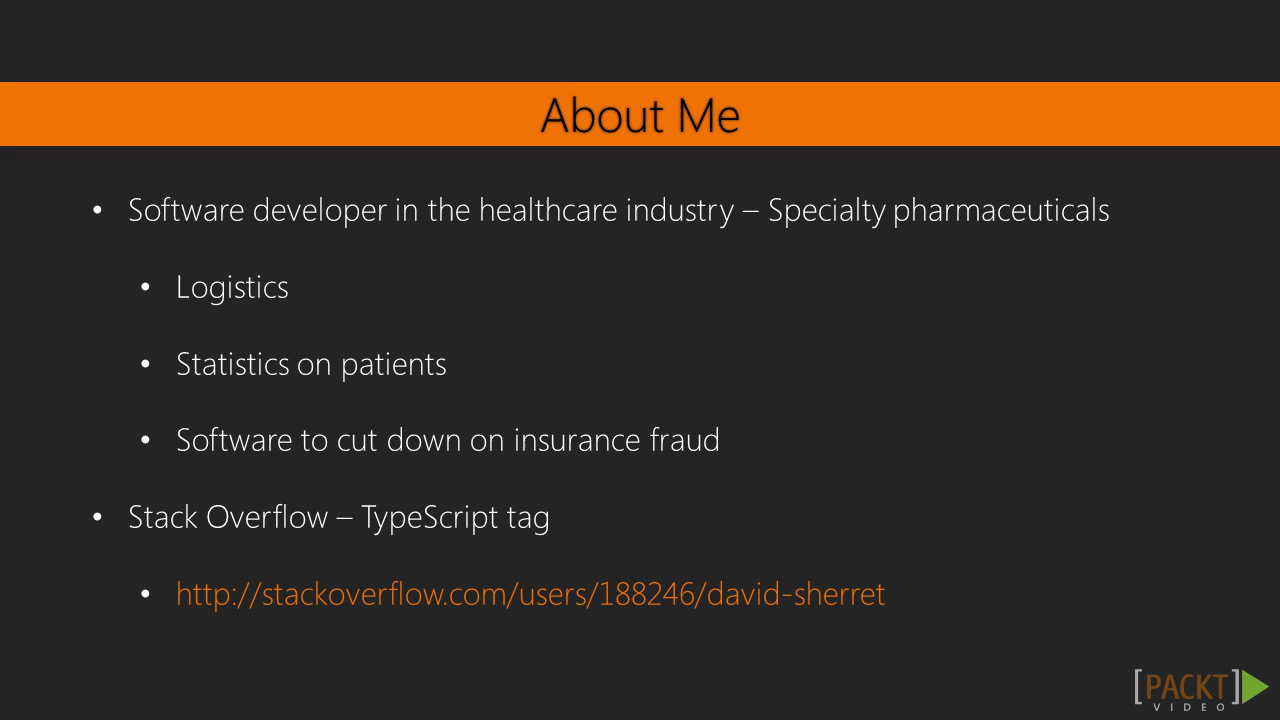 About Me
• Software developer in the healthcare industry – Specialty pharmaceuticals
• Logistics
• Statistics on patients
• Software to cut down on insurance fraud
• Stack Overflow – TypeScript tag
• http://stackoverflow.com/users/188246/david-sherret
[PACKT]
VIDEO